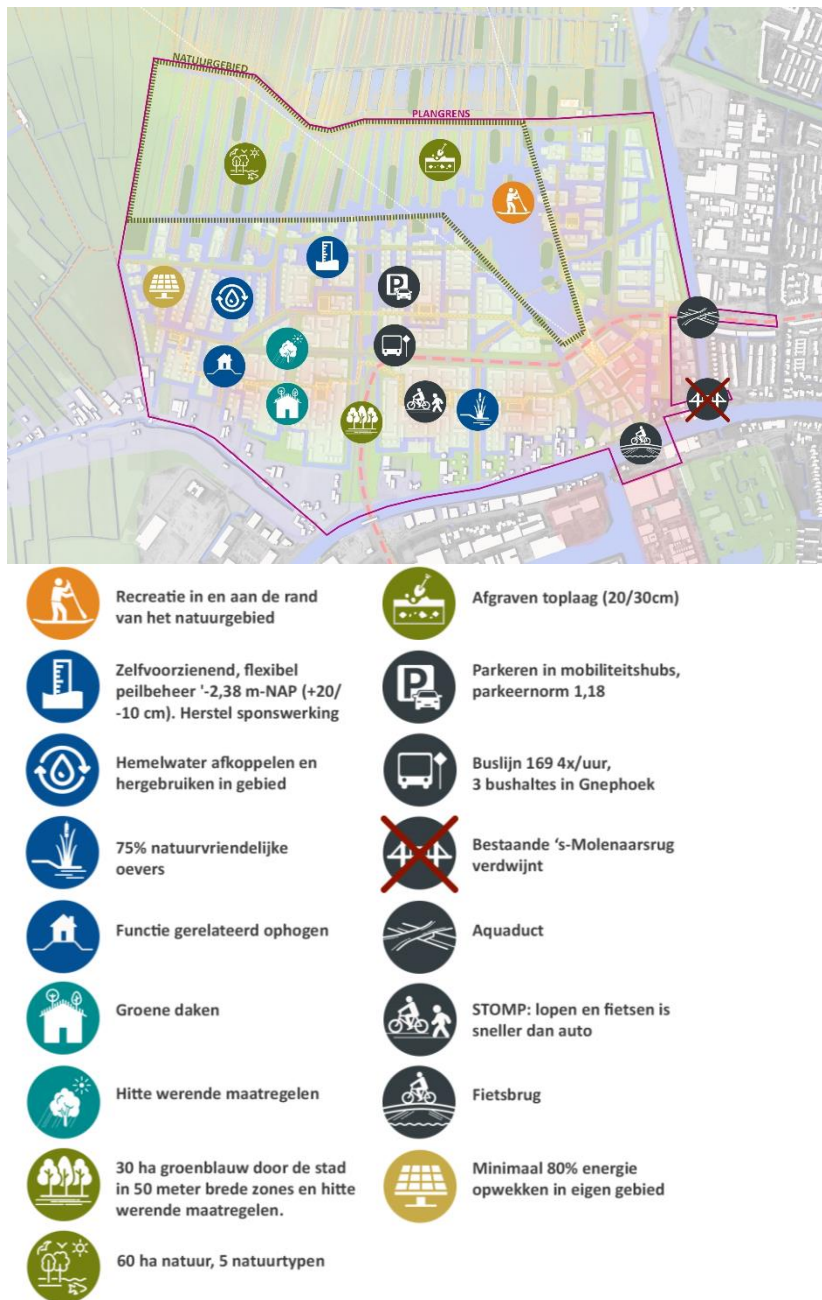 NATUURGEBIED
PLANGRENS
P
Recreatie in en aan de rand
van het natuurgebied
Zelfvoorzienend, flexibel
peilbeheer '-2,38 m-NAP (+20/
-10 cm). Herstel sponswerking
Hemelwater afkoppelen en
hergebruiken in gebied
75% natuurvriendelijke
oevers
Functie gerelateerd ophogen
Groene daken
Hitte werende maatregelen
30 ha groenblauw door de stad
in 50 meter brede zones en hitte
werende maatregelen.
60 ha natuur, 5 natuurtypen
Afgraven toplaag (20/30cm)
P
Parkeren in mobiliteitshubs,
parkeernorm 1,18
Buslijn 169 4x/uur,
3 bushaltes in Gnephoek
Bestaande ‘s-Molenaarsrug
verdwijnt
Aquaduct
STOMP: lopen en fietsen is
sneller dan auto
Fietsbrug
Minimaal 80% energie
opwekken in eigen gebied